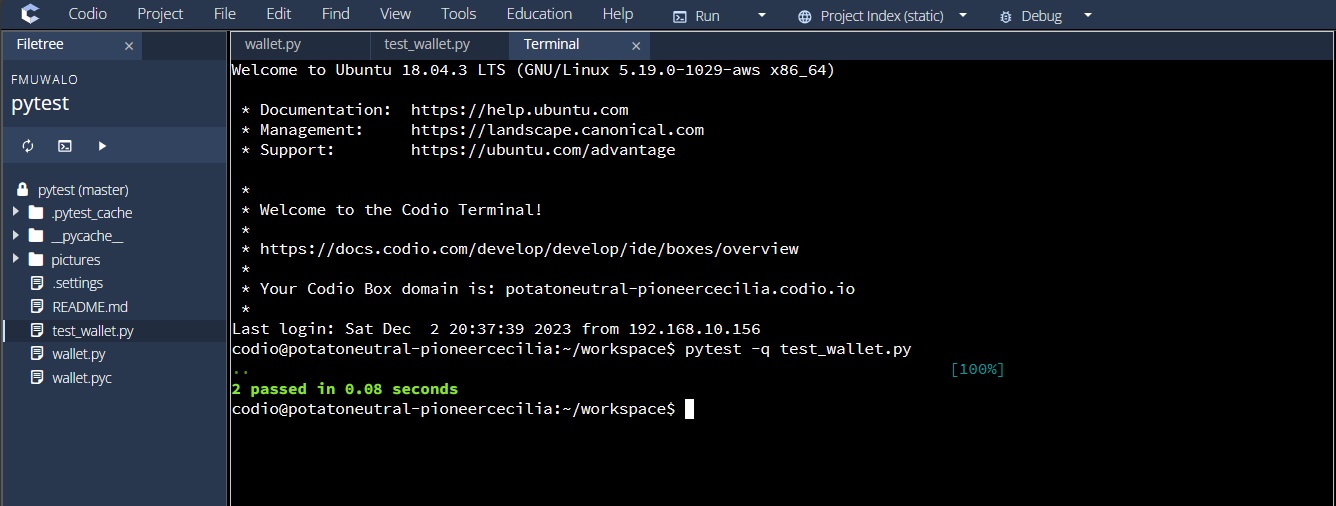 Codio Project File Edit Find View Tools Education Help Run Project Index (static) Debug
Filetree
FMUWALO
pytest
pytest (master)
.pytest_cache
__pycache__
pictures
.settings
README.md
test_wallet.py
wallet.py
wallet.pyc
wallet.py test_wallet.py Terminal
Welcome to Ubuntu 18.04.3 LTS (GNU/Linux 5.19.0-1029-aws x86_64)
* Documentation: https://help.ubuntu.com
* Management: https://landscape.canonical.com
* Support: https://ubuntu.com/advantage
*
* Welcome to the Codio Terminal!
*
* https://docs.codio.com/develop/develop/ide/boxes/overview
*
* Your Codio Box domain is: potatoneutral-pioneercecilia.codio.io
*
Last login: Sat Dec  2 20:37:39 2023 from 192.168.10.156
codio@potatoneutral-pioneercecilia:~/workspace$ pytest -q test_wallet.py
.. [100%]
2 passed in 0.08 seconds
codio@potatoneutral-pioneercecilia:~/workspace$